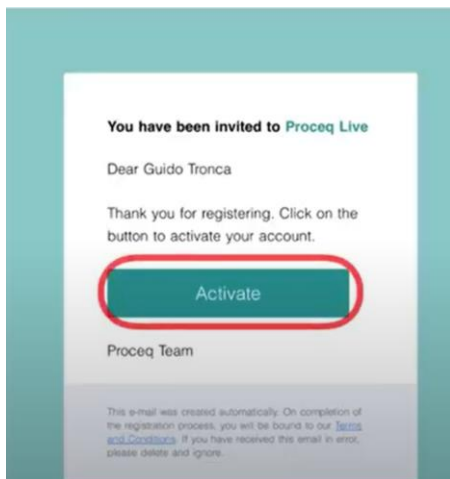 You have been invited to Proceq Live
Dear Guido Tronca
Thank you for registering. Click on the
button to activate your account.
Activate
Proceq Team
This e-mail was created automatically. On completion of
the registration process, you will be bound to our Terms
and Conditions. If you have received this email in error,
please delete and ignore.